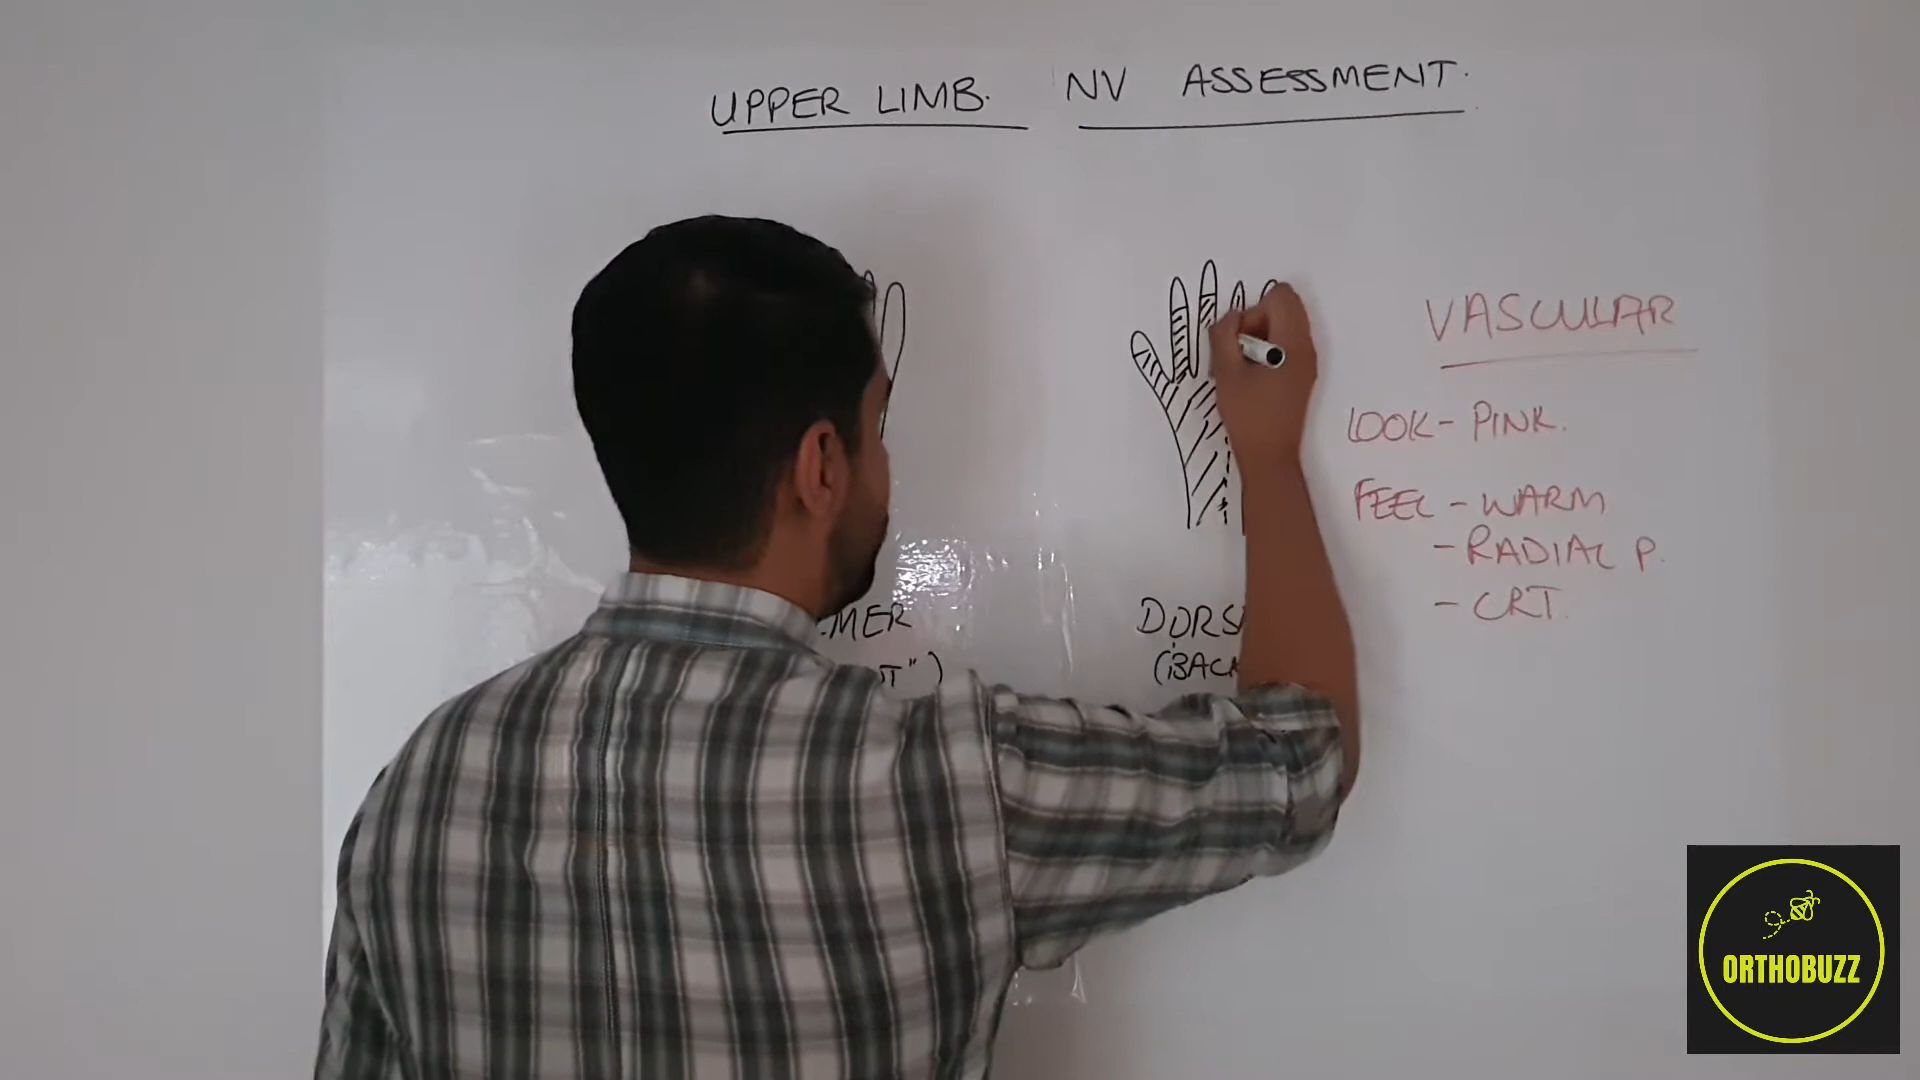 UPPER LIMB. NV ASSESSMENT.
VASCULAR
LOOK - PINK.
FEEL - WARM
- RADIAL P.
- CRT.
ORTHOBUZZ